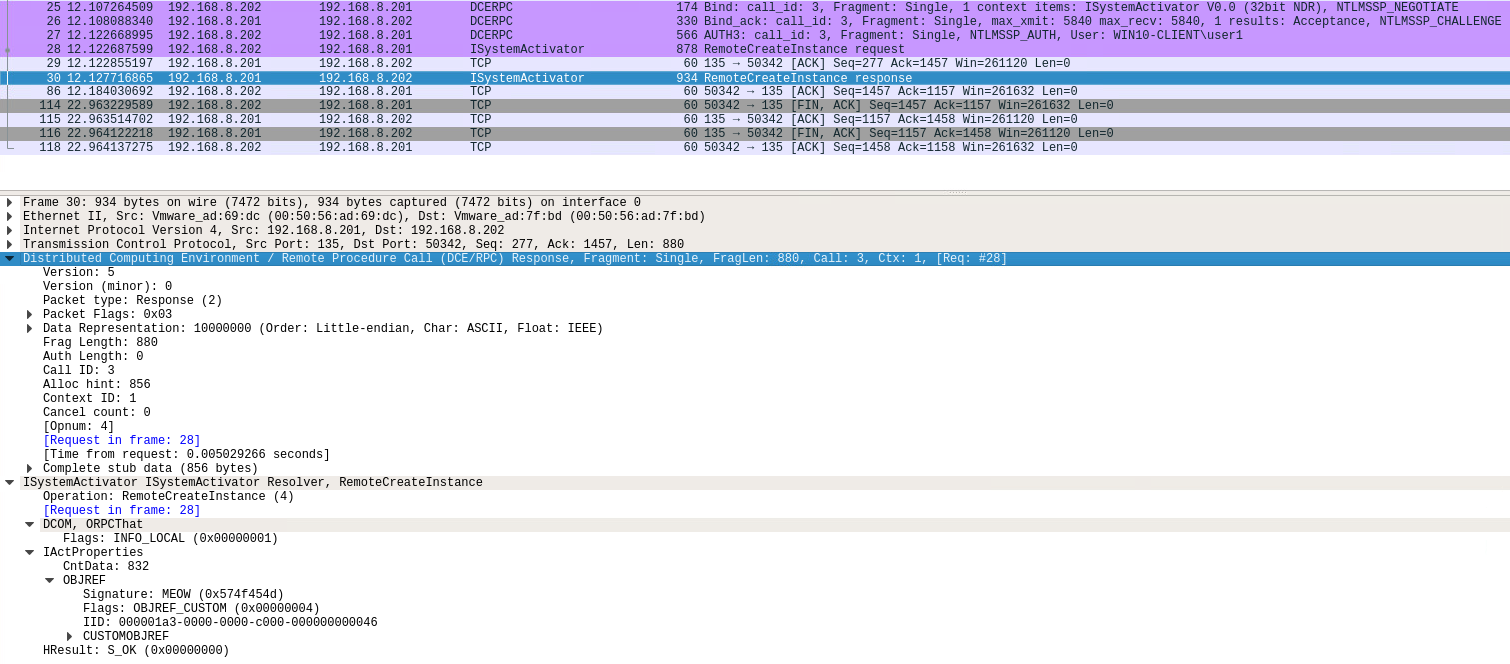 25 12.107264509 192.168.8.202 192.168.8.201 DCERPC 174 Bind: call_id: 3, Fragment: Single, 1 context items: ISystemActivator V0.0 (32bit NDR), NTLMSSP_NEGOTIATE
26 12.108088340 192.168.8.201 192.168.8.202 DCERPC 330 Bind_ack: call_id: 3, Fragment: Single, max_xmit: 5840 max_recv: 5840, 1 results: Acceptance, NTLMSSP_CHALLENGE
27 12.122668995 192.168.8.202 192.168.8.201 DCERPC 566 AUTH3: call_id: 3, Fragment: Single, NTLMSSP_AUTH, User: WIN10-CLIENT\user1
28 12.122687599 192.168.8.202 192.168.8.201 ISystemActivator 878 RemoteCreateInstance request
29 12.122855197 192.168.8.201 192.168.8.202 TCP 60 135 → 50342 [ACK] Seq=277 Ack=1457 Win=261120 Len=0
30 12.127716865 192.168.8.201 192.168.8.202 ISystemActivator 934 RemoteCreateInstance response
86 12.184030692 192.168.8.202 192.168.8.201 TCP 60 50342 → 135 [ACK] Seq=1457 Ack=1157 Win=261632 Len=0
114 22.963229589 192.168.8.202 192.168.8.201 TCP 60 50342 → 135 [FIN, ACK] Seq=1457 Ack=1157 Win=261632 Len=0
115 22.963514702 192.168.8.201 192.168.8.202 TCP 60 135 → 50342 [ACK] Seq=1157 Ack=1458 Win=261120 Len=0
116 22.964122218 192.168.8.201 192.168.8.202 TCP 60 135 → 50342 [FIN, ACK] Seq=1157 Ack=1458 Win=261120 Len=0
118 22.964137275 192.168.8.202 192.168.8.201 TCP 60 50342 → 135 [ACK] Seq=1458 Ack=1158 Win=261632 Len=0
Frame 30: 934 bytes on wire (7472 bits), 934 bytes captured (7472 bits) on interface 0
Ethernet II, Src: Vmware_ad:69:dc (00:50:56:ad:69:dc), Dst: Vmware_ad:7f:bd (00:50:56:ad:7f:bd)
Internet Protocol Version 4, Src: 192.168.8.201, Dst: 192.168.8.202
Transmission Control Protocol, Src Port: 135, Dst Port: 50342, Seq: 277, Ack: 1457, Len: 880
Distributed Computing Environment / Remote Procedure Call (DCE/RPC) Response, Fragment: Single, FragLen: 880, Call: 3, Ctx: 1, [Req: #28]
Version: 5
Version (minor): 0
Packet type: Response (2)
Packet Flags: 0x03
Data Representation: 10000000 (Order: Little-endian, Char: ASCII, Float: IEEE)
Frag Length: 880
Auth Length: 0
Call ID: 3
Alloc hint: 856
Context ID: 1
Cancel count: 0
[Opnum: 4]
[Request in frame: 28]
[Time from request: 0.005029266 seconds]
Complete stub data (856 bytes)
ISystemActivator ISystemActivator Resolver, RemoteCreateInstance
Operation: RemoteCreateInstance (4)
[Request in frame: 28]
DCOM, ORPCThat
Flags: INFO_LOCAL (0x00000001)
IActProperties
CntData: 832
OBJREF
Signature: MEOW (0x574f454d)
Flags: OBJREF_CUSTOM (0x00000004)
IID: 000001a3-0000-0000-c000-000000000046
CUSTOMOBJREF
HResult: S_OK (0x00000000)